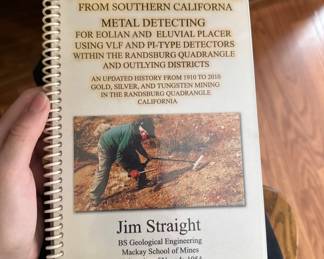 FROM SOUTHERN CALIFORNA
METAL DETECTING
FOR EOLIAN AND ELUVIAL PLACER
USING VLF AND PI-TYPE DETECTORS
WITHIN THE RANDSBURG QUADRANGLE
AND OUTLYING DISTRICTS
AN UPDATED HISTORY FROM 1910 TO 2010
GOLD, SILVER, AND TUNGSTEN MINING
IN THE RANDSBURG QUADRANGLE
CALIFORNIA
Jim Straight
BS Geological Engineering
Mackay School of Mines
1954